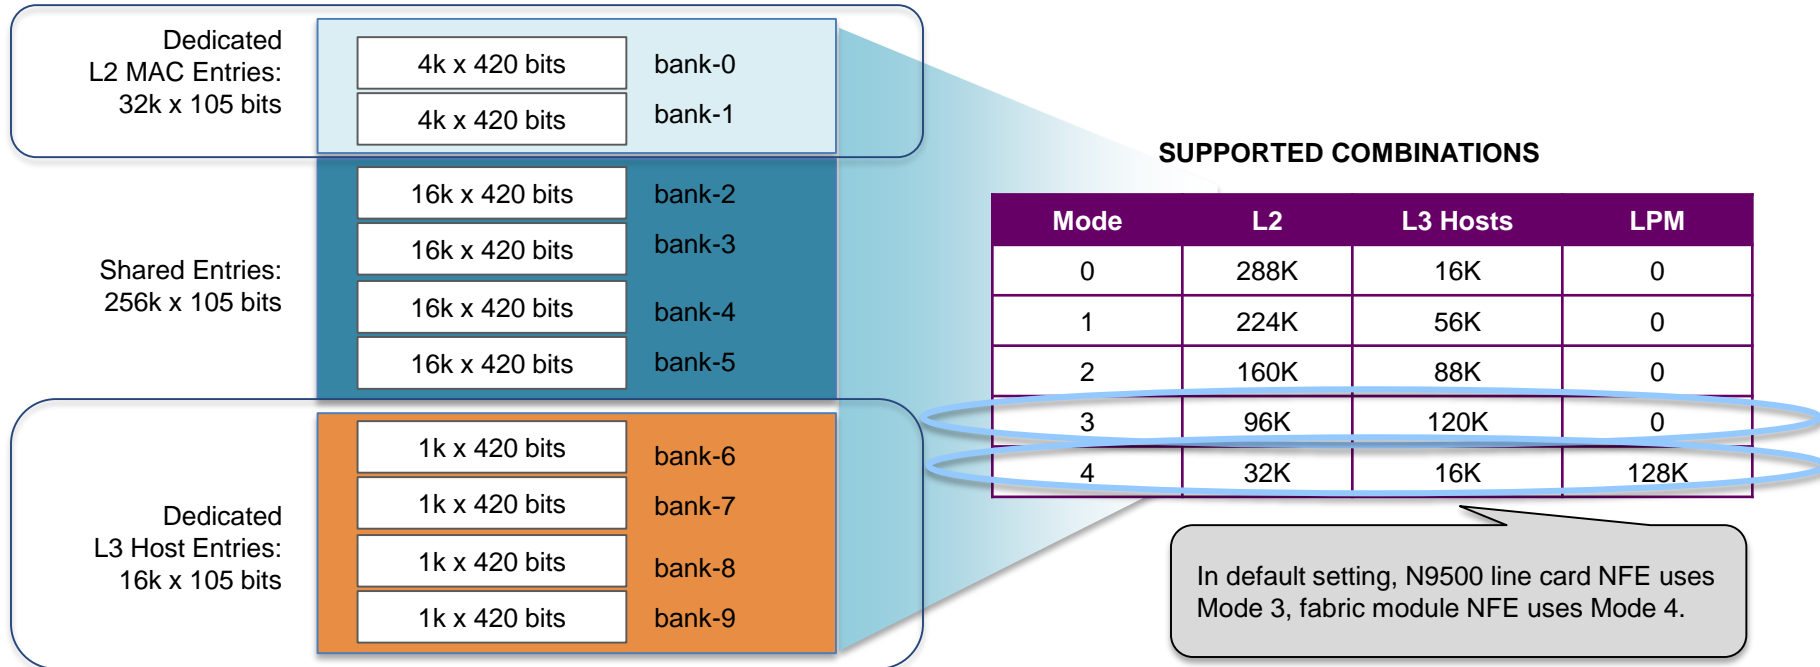 Dedicated
L2 MAC Entries:
32k x 105 bits
4k x 420 bits bank-0
4k x 420 bits bank-1
Shared Entries:
256k x 105 bits
16k x 420 bits bank-2
16k x 420 bits bank-3
16k x 420 bits bank-4
16k x 420 bits bank-5
Dedicated
L3 Host Entries:
16k x 105 bits
1k x 420 bits bank-6
1k x 420 bits bank-7
1k x 420 bits bank-8
1k x 420 bits bank-9
SUPPORTED COMBINATIONS
Mode L2 L3 Hosts LPM
0 288K 16K 0
1 224K 56K 0
2 160K 88K 0
3 96K 120K 0
4 32K 16K 128K
In default setting, N9500 line card NFE uses
Mode 3, fabric module NFE uses Mode 4.